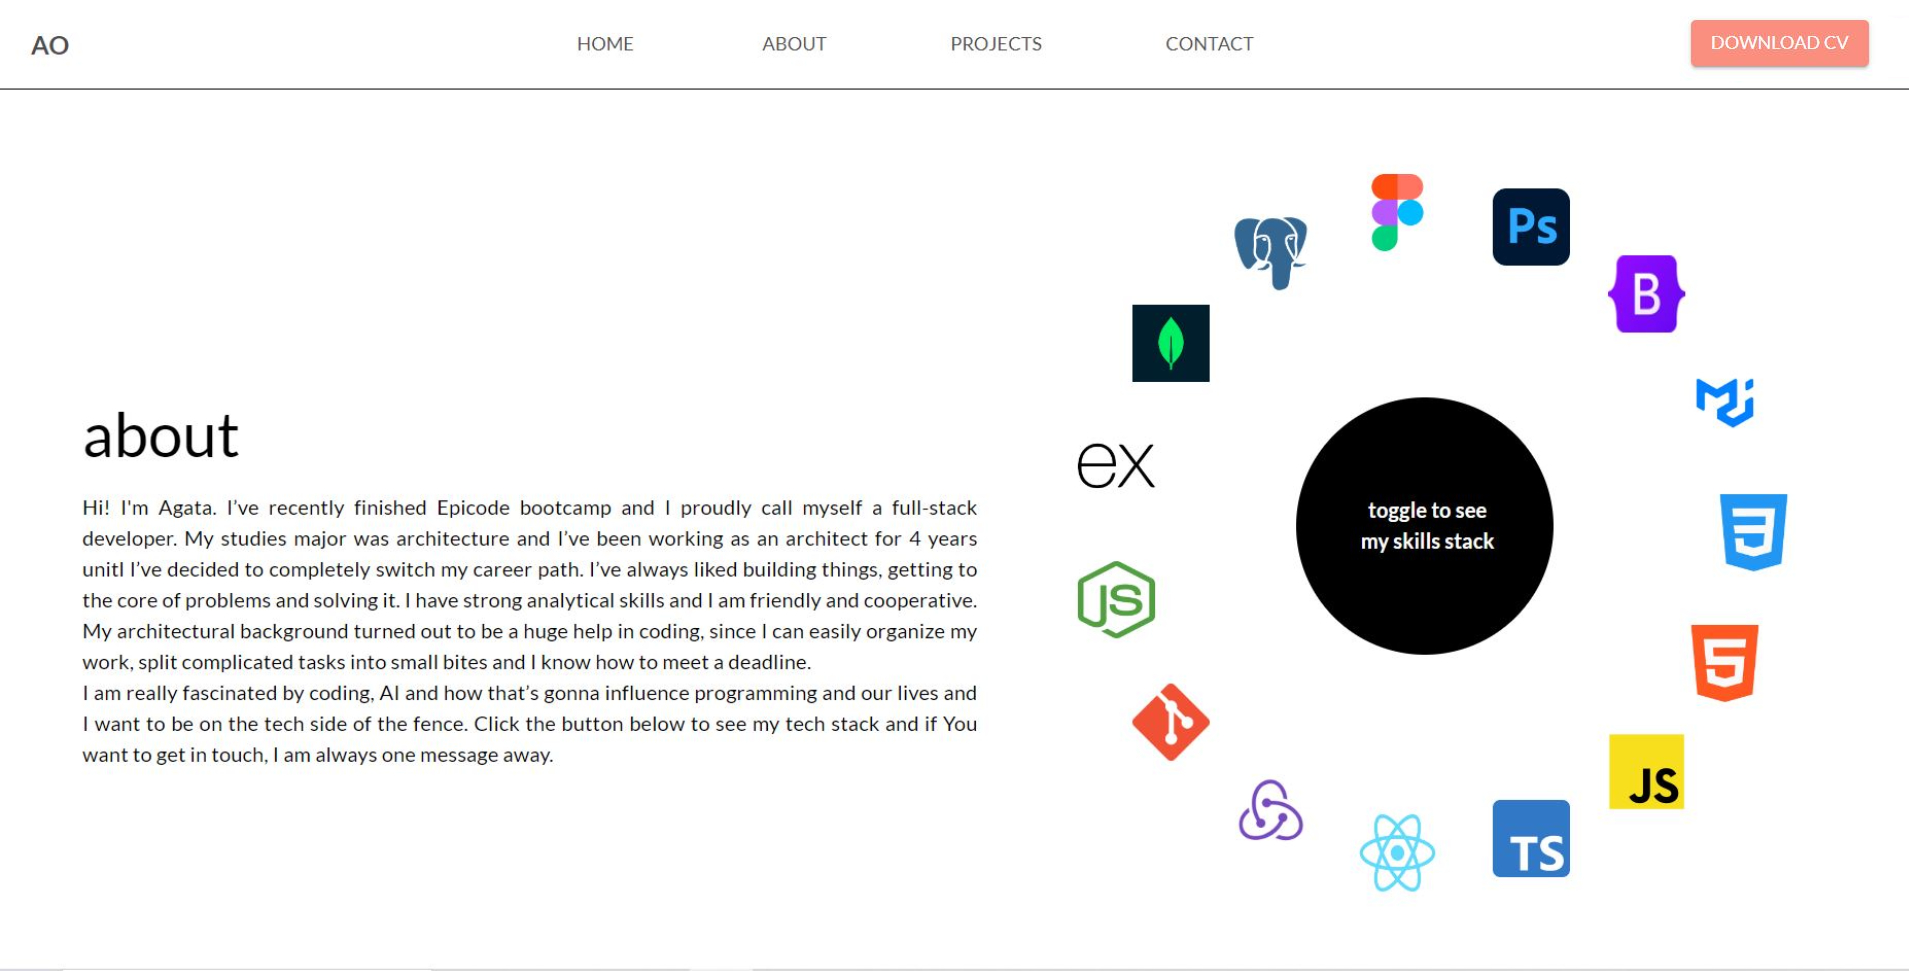 AO
HOME
ABOUT
PROJECTS
CONTACT
DOWNLOAD CV
about
Hi! I'm Agata. I’ve recently finished Epicode bootcamp and I proudly call myself a full-stack
developer. My studies major was architecture and I’ve been working as an architect for 4 years
unitl I’ve decided to completely switch my career path. I’ve always liked building things, getting to
the core of problems and solving it. I have strong analytical skills and I am friendly and cooperative.
My architectural background turned out to be a huge help in coding, since I can easily organize my
work, split complicated tasks into small bites and I know how to meet a deadline.
I am really fascinated by coding, AI and how that’s gonna influence programming and our lives and
I want to be on the tech side of the fence. Click the button below to see my tech stack and if You
want to get in touch, I am always one message away.
Ps
B
ex
toggle to see
my skills stack
3
JS
5
JS
TS